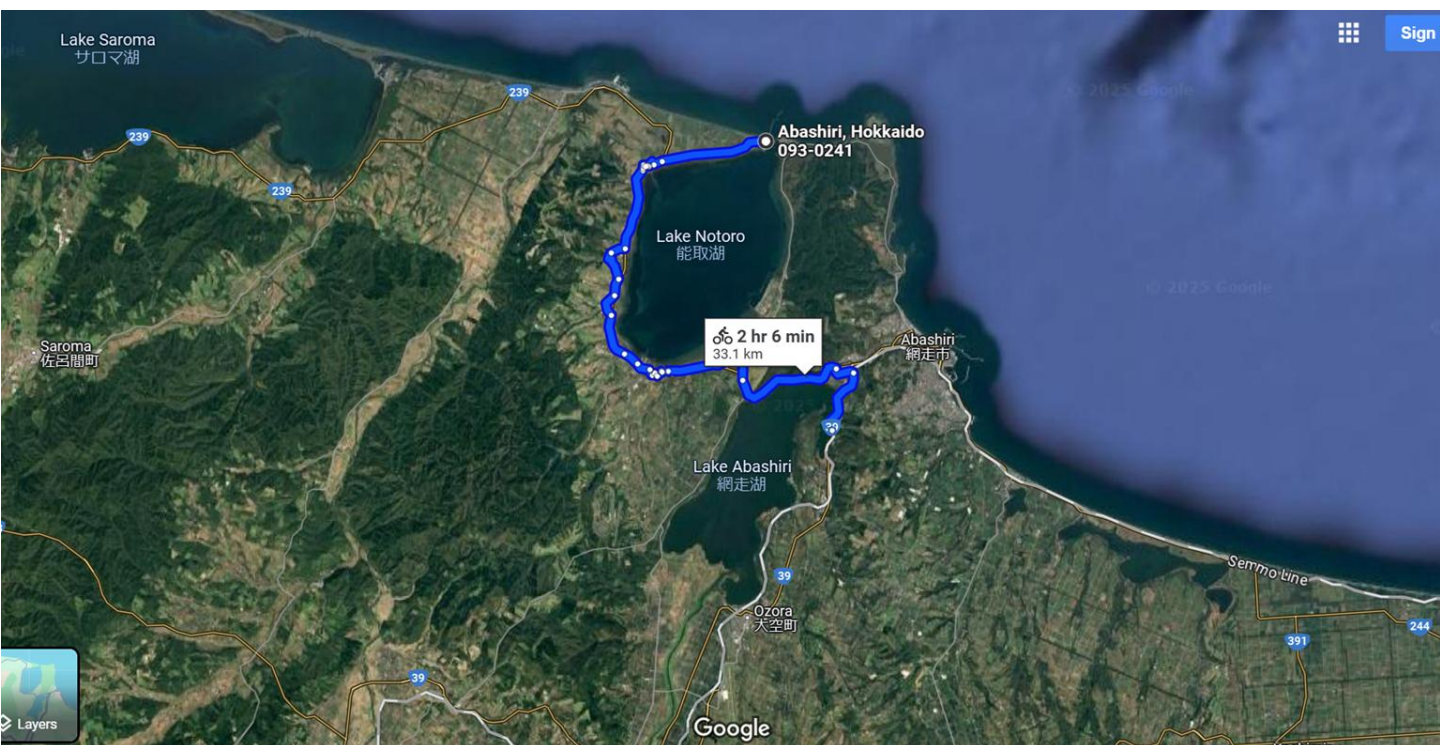 Lake Saroma
サロマ湖
Sign
239
© 2025 Google
Abashiri, Hokkaido
093-0241
239
239
Lake Notoro
能取湖
© 2025 Google
2 hr 6 min
33.1 km
Abashiri
網走市
Saroma
佐呂間町
39
Lake Abashiri
網走湖
Senmo Line
39
Ozora
大空町
244
391
39
Layers
Google